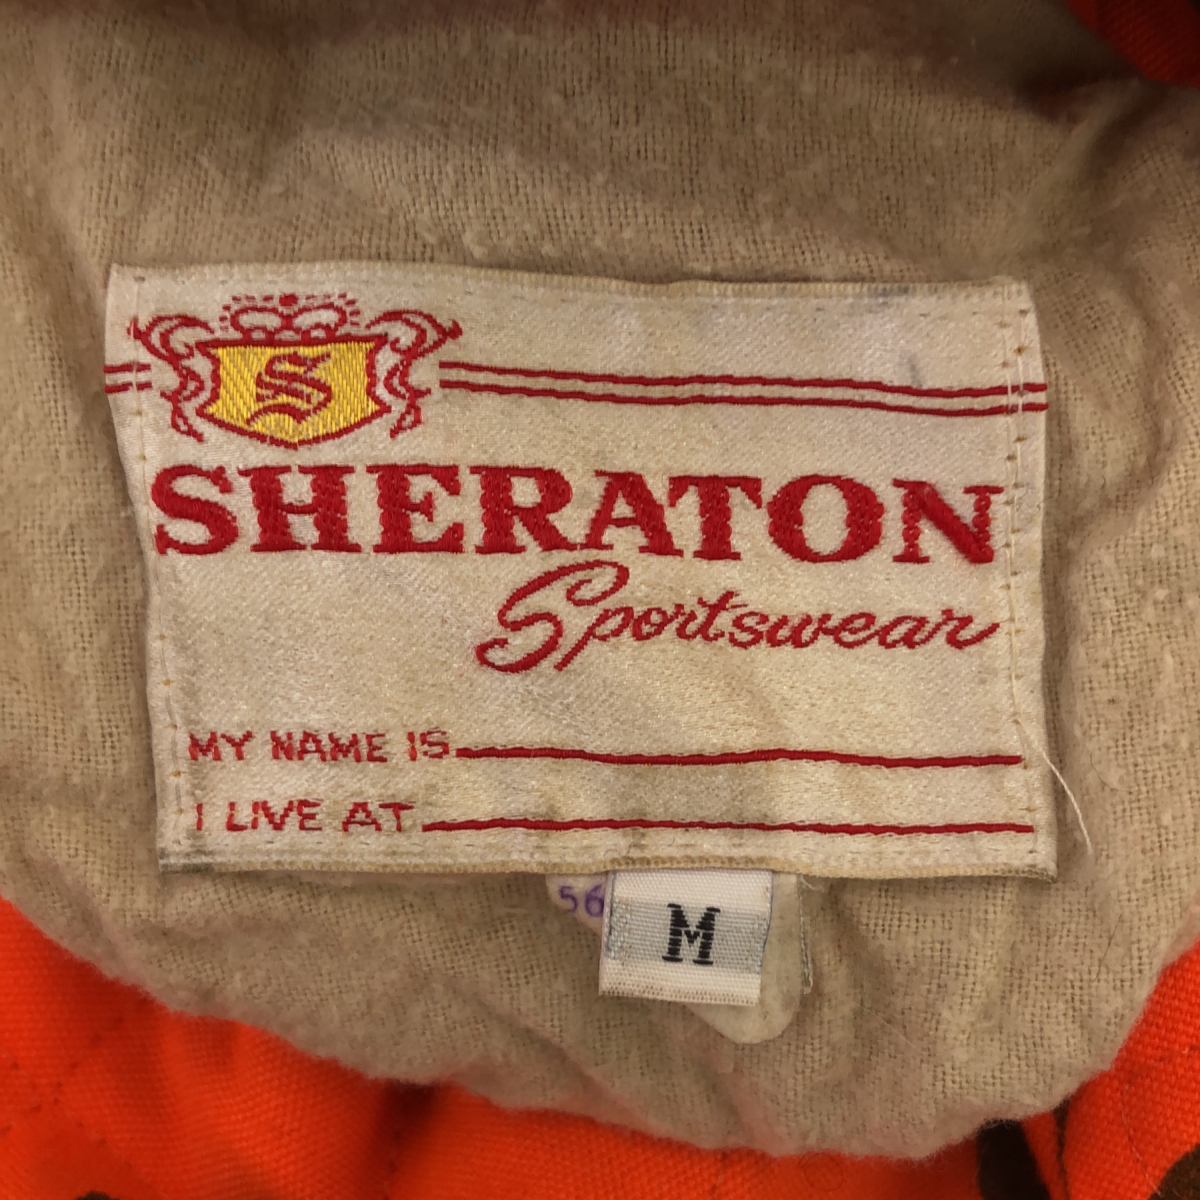 S
SHERATON
Sportswear
MY NAME IS
I LIVE AT
56
M